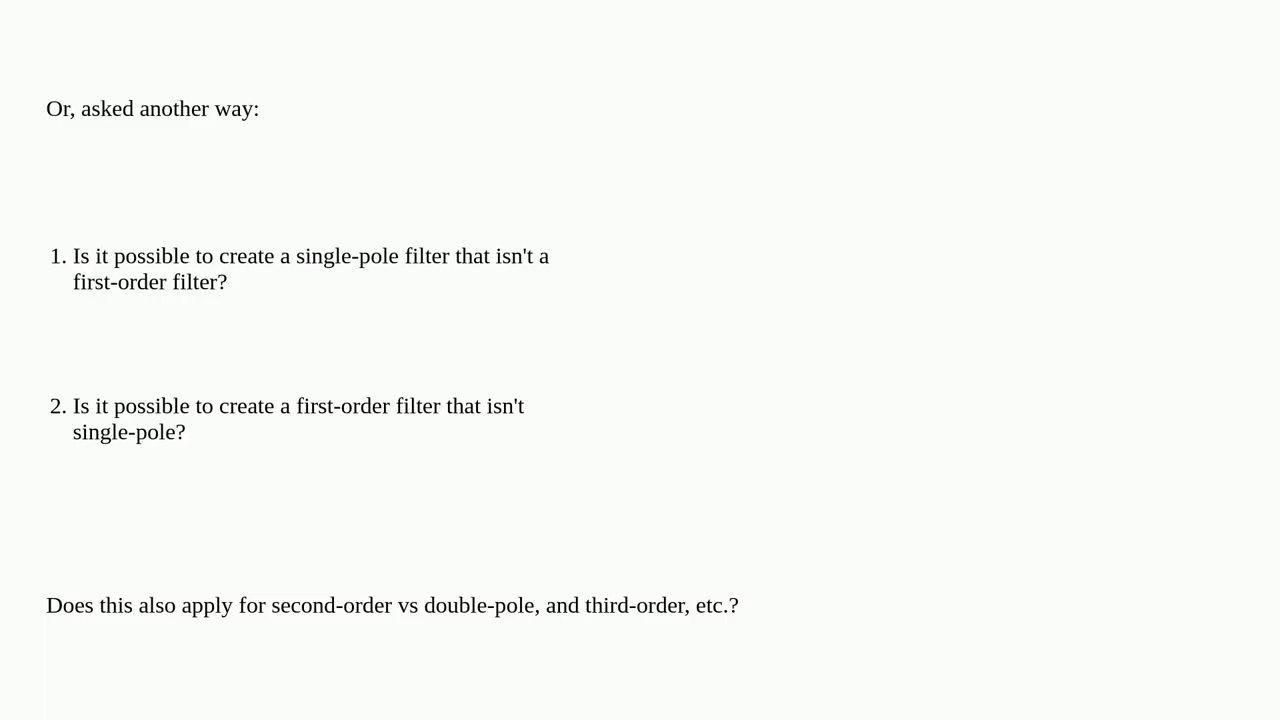 Or, asked another way:
1. Is it possible to create a single-pole filter that isn't a
first-order filter?
2. Is it possible to create a first-order filter that isn't
single-pole?
Does this also apply for second-order vs double-pole, and third-order, etc.?